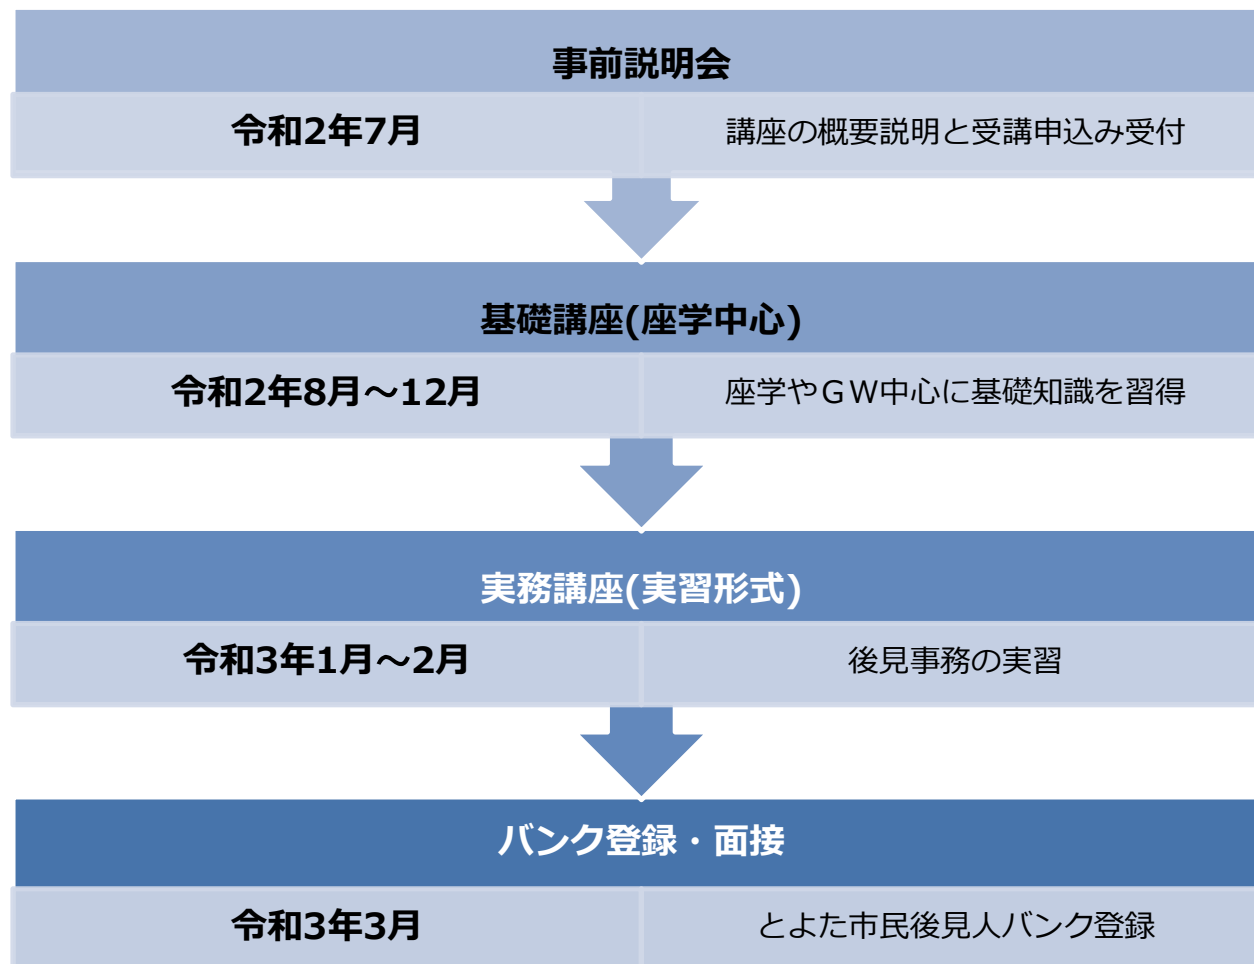 事前説明会
令和2年7月
講座の概要説明と受講申込み受付
基礎講座(座学中心)
令和2年8月～12月
座学やＧＷ中心に基礎知識を習得
実務講座(実習形式)
令和3年1月～2月
後見事務の実習
バンク登録・面接
令和3年3月
とよた市民後見人バンク登録